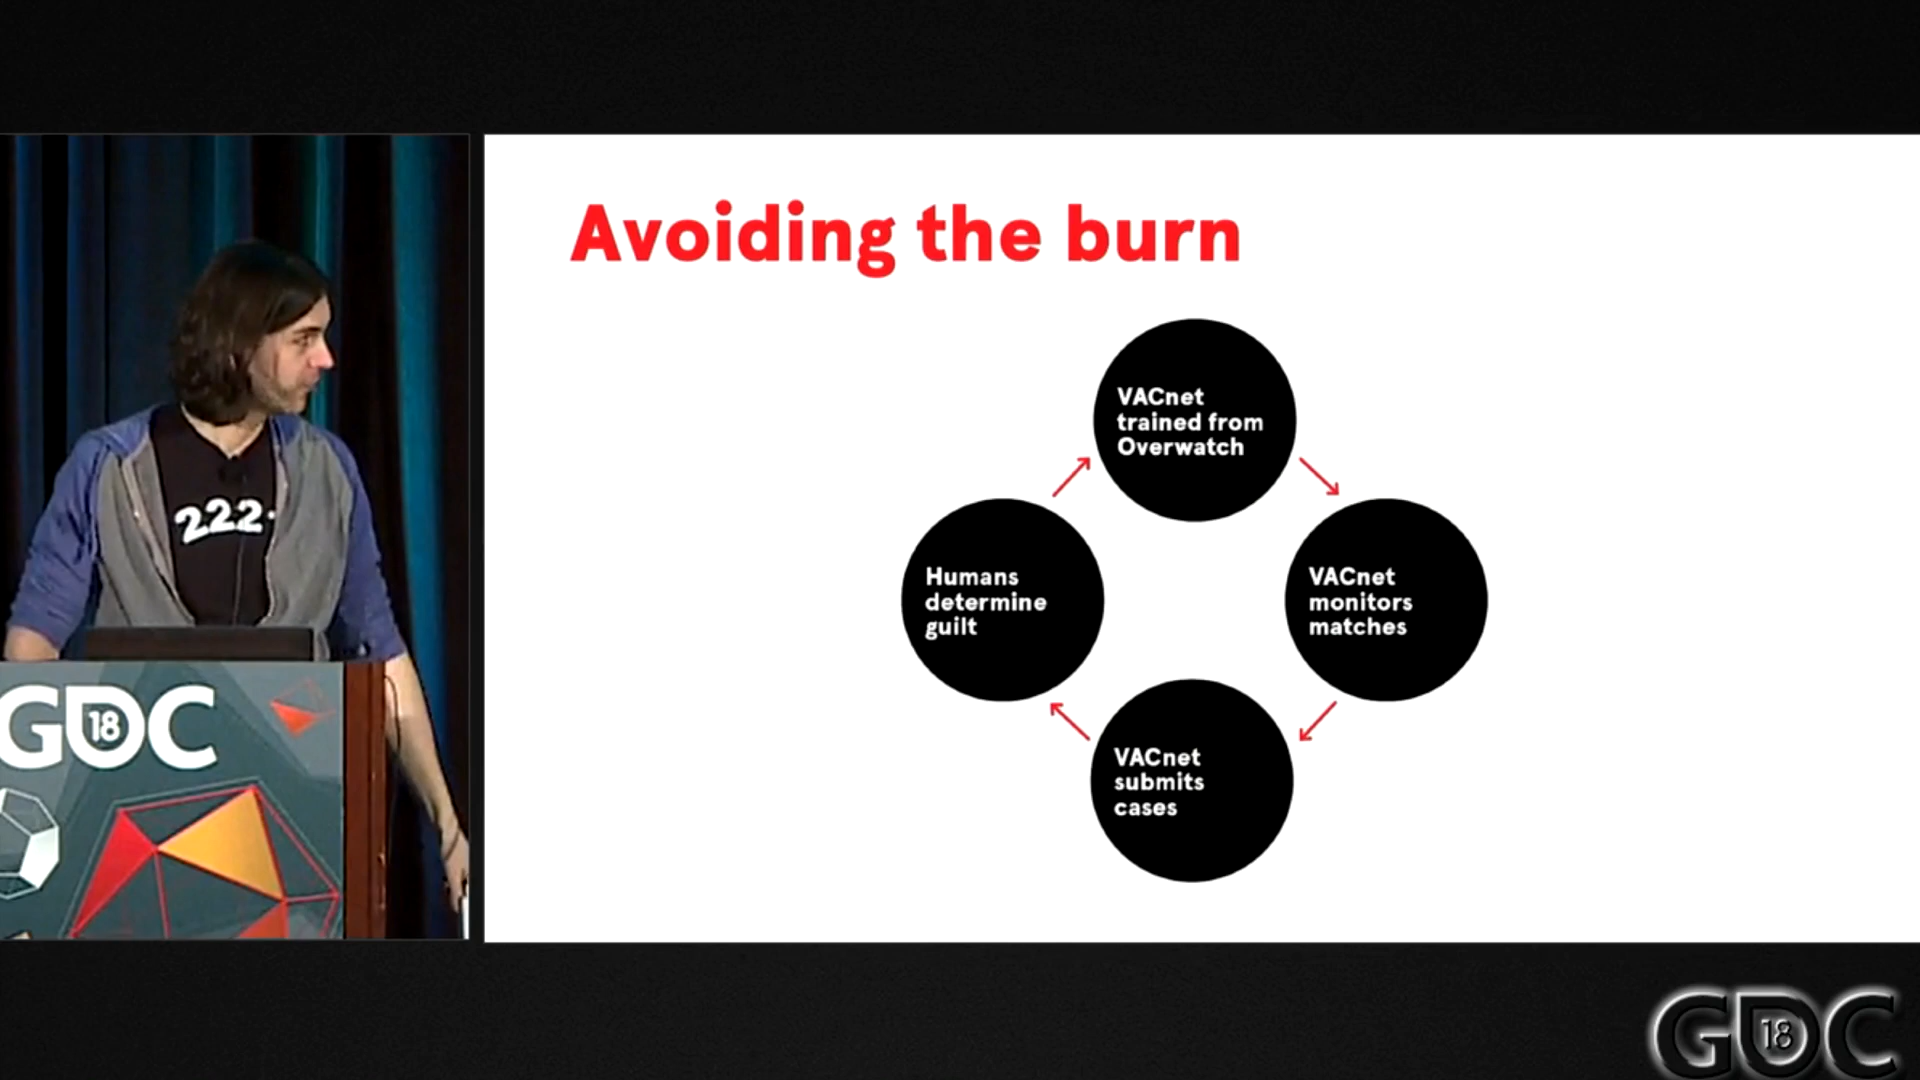 Avoiding the burn
VACnet
trained from
Overwatch
Humans
determine
guilt
VACnet
monitors
matches
VACnet
submits
cases
222.
GDC
18
GDC
18